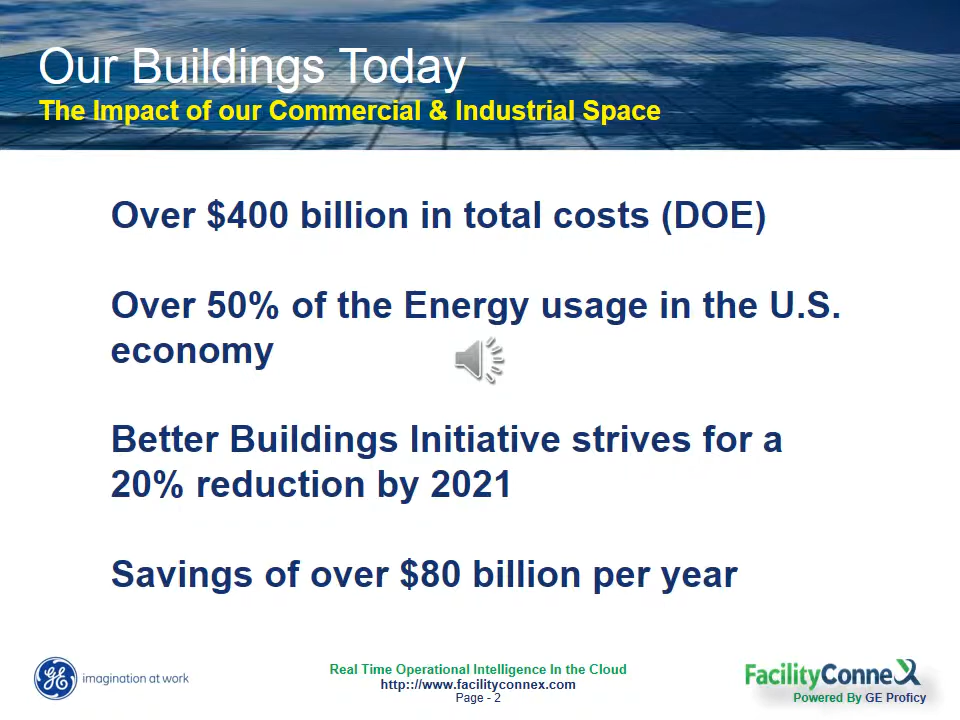 Our Buildings Today
The Impact of our Commercial & Industrial Space
Over $400 billion in total costs (DOE)
Over 50% of the Energy usage in the U.S.
economy
Better Buildings Initiative strives for a
20% reduction by 2021
Savings of over $80 billion per year
GE imagination at work
Real Time Operational Intelligence In the Cloud
http:://www.facilityconnex.com
Page - 2
FacilityConneX
Powered By GE Proficy